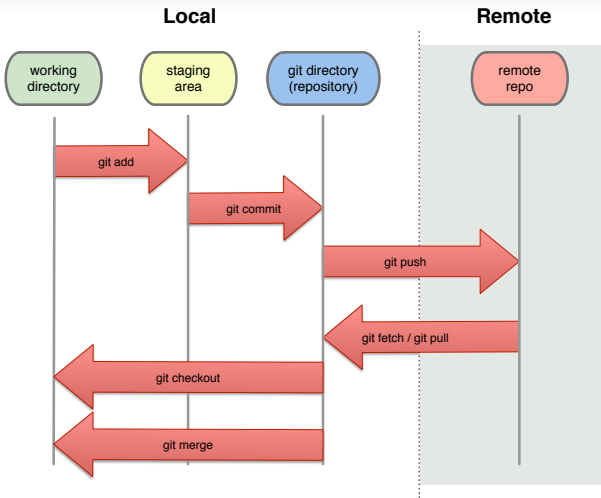 Local
Remote
working
directory
staging
area
git directory
(repository)
remote
repo
git add
git commit
git push
git fetch / git pull
git checkout
git merge